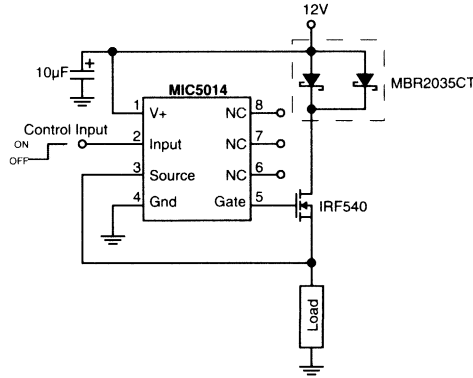 12V
10µF
+
MBR2035CT
MIC5014
1 V+ NC 8
Control Input
ON
OFF
2 Input NC 7
3 Source NC 6
4 Gnd Gate 5
IRF540
Load